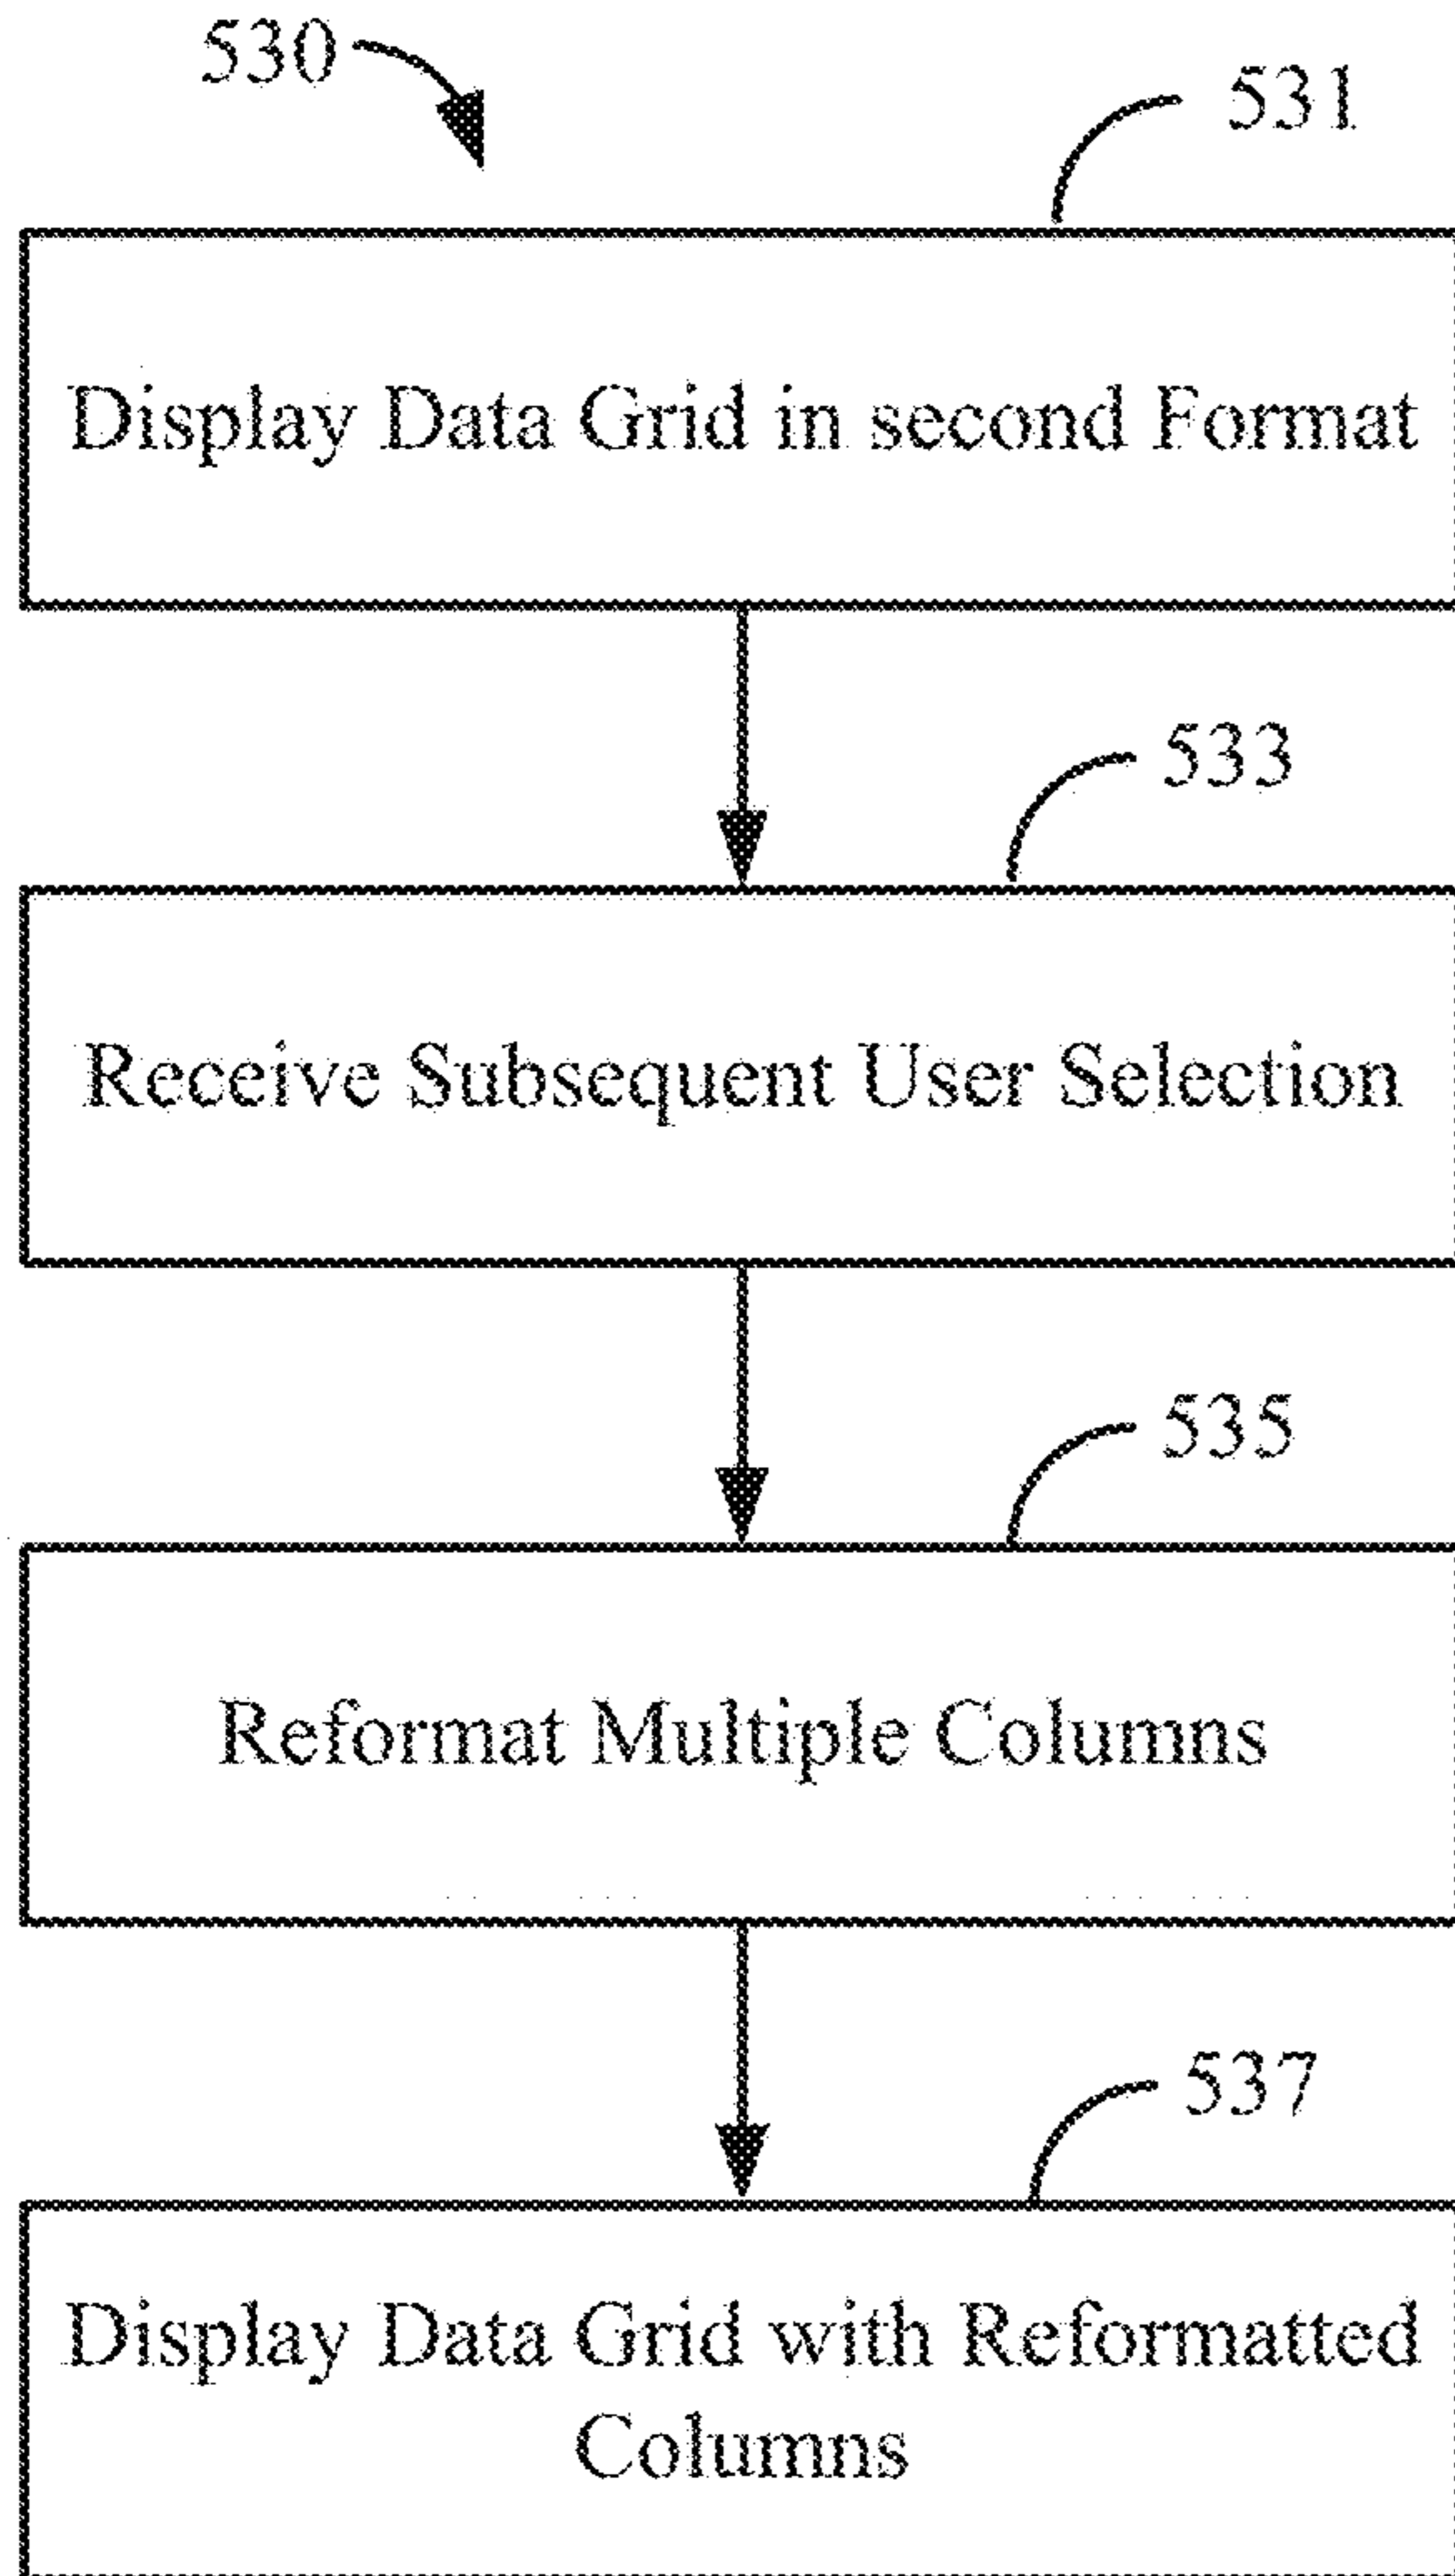 530
531
Display Data Grid in second Format
533
Receive Subsequent User Selection
535
Reformat Multiple Columns
537
Display Data Grid with Reformatted
Columns